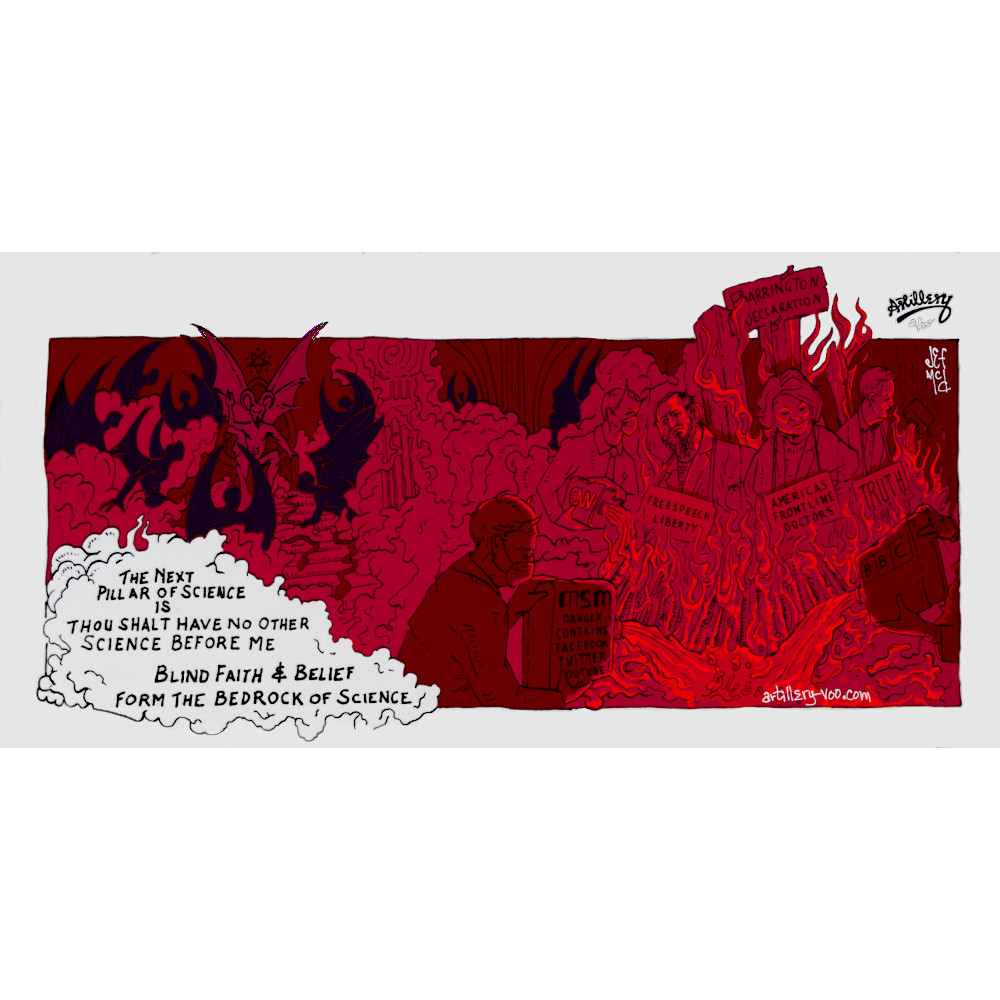 THE NEXT
PILLAR OF SCIENCE
IS
THOU SHALT HAVE NO OTHER
SCIENCE BEFORE ME
BLIND FAITH & BELIEF
FORM THE BEDROCK OF SCIENCE
BARRINGTON
DECLARATION
Artillery
JEF
McD
FREESPEECH
LIBERTY
AMERICAS
FRONTLINE
DOCTORS
TRUTH
BBC
MSM
DANGER
CONTAINS
FACEBOOK
TWITTER
YOUTUBE
artillery-voo.com